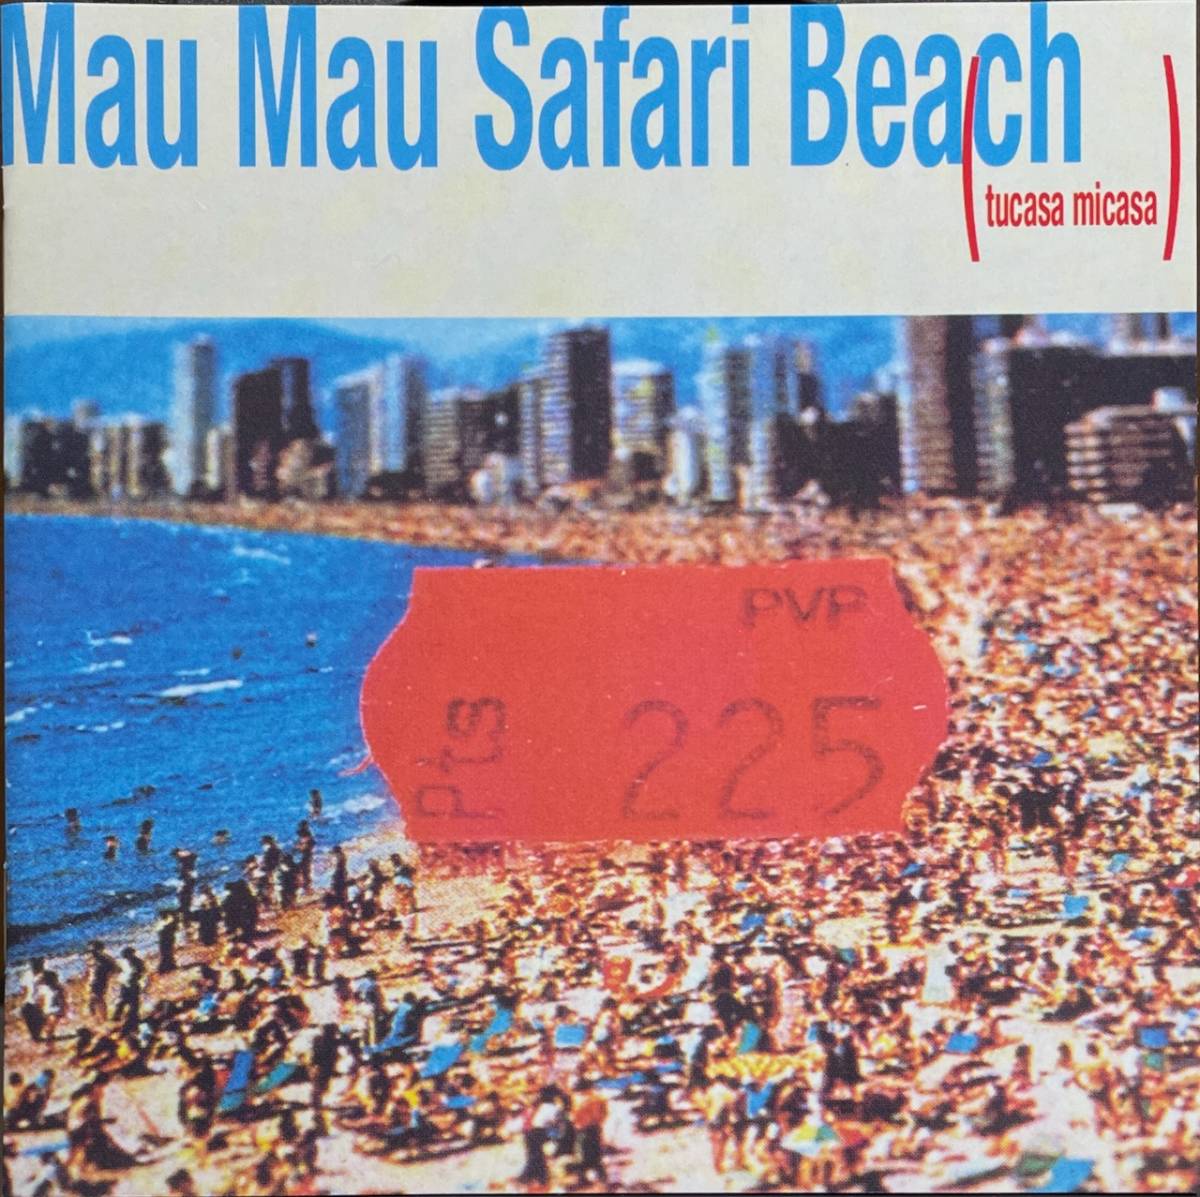 Mau Mau Safari Beach
(tucasa micasa)
PVP
pts 225